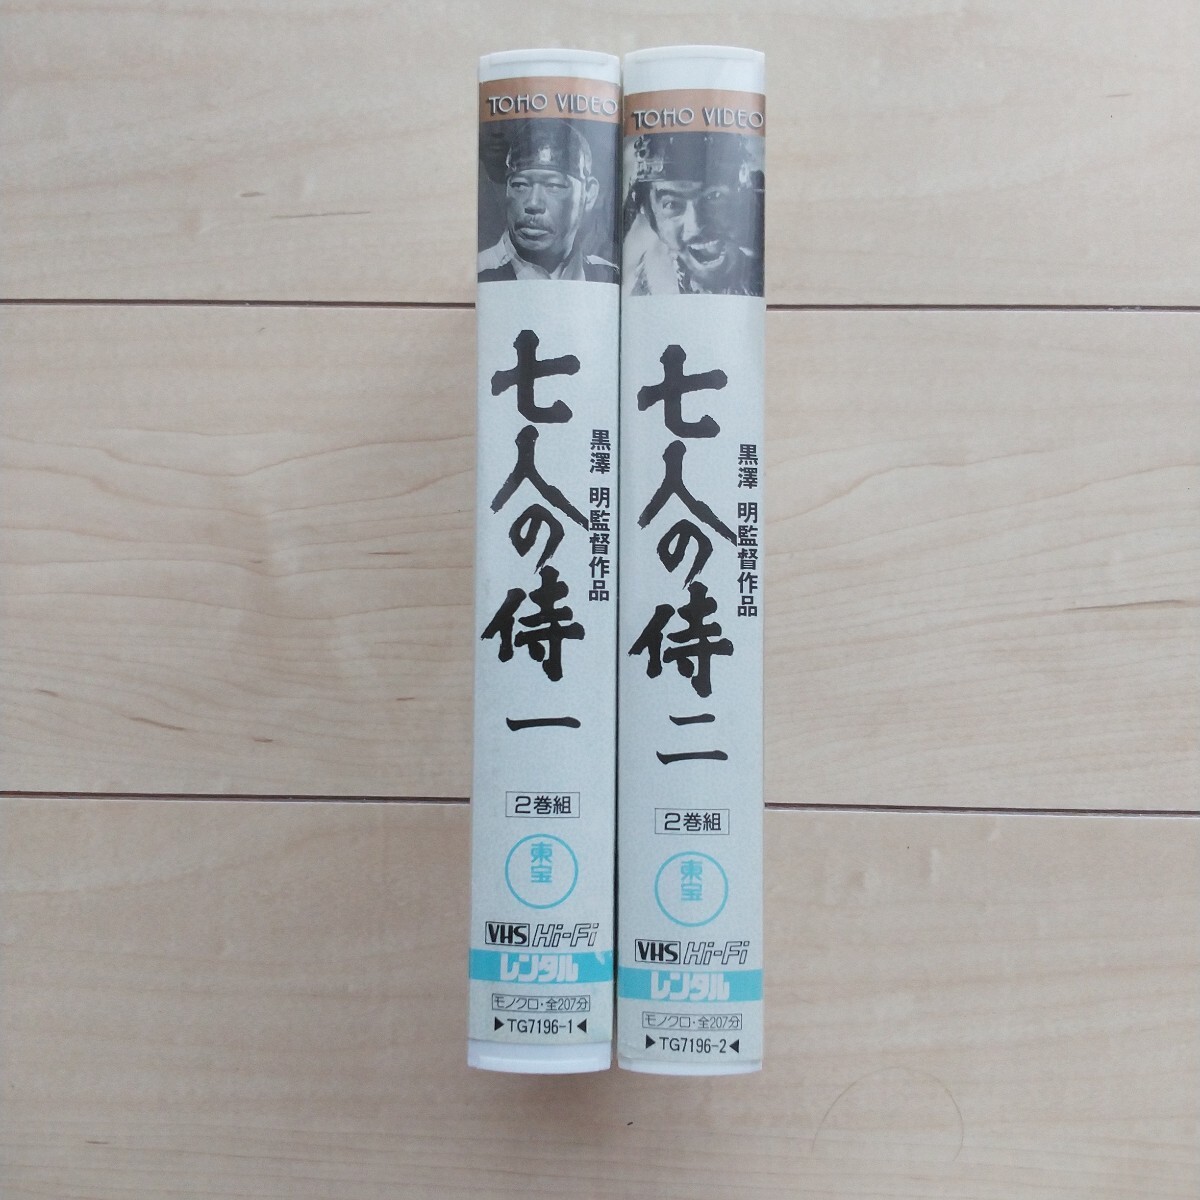 TOHO VIDEO
七人の侍 一
黒澤 明監督作品
2巻組
東宝
VHS Hi-Fi
レンタル
モノクロ・全207分
▶TG7196-1◀
TOHO VIDEO
七人の侍 二
黒澤 明監督作品
2巻組
東宝
VHS Hi-Fi
レンタル
モノクロ・全207分
▶TG7196-2◀